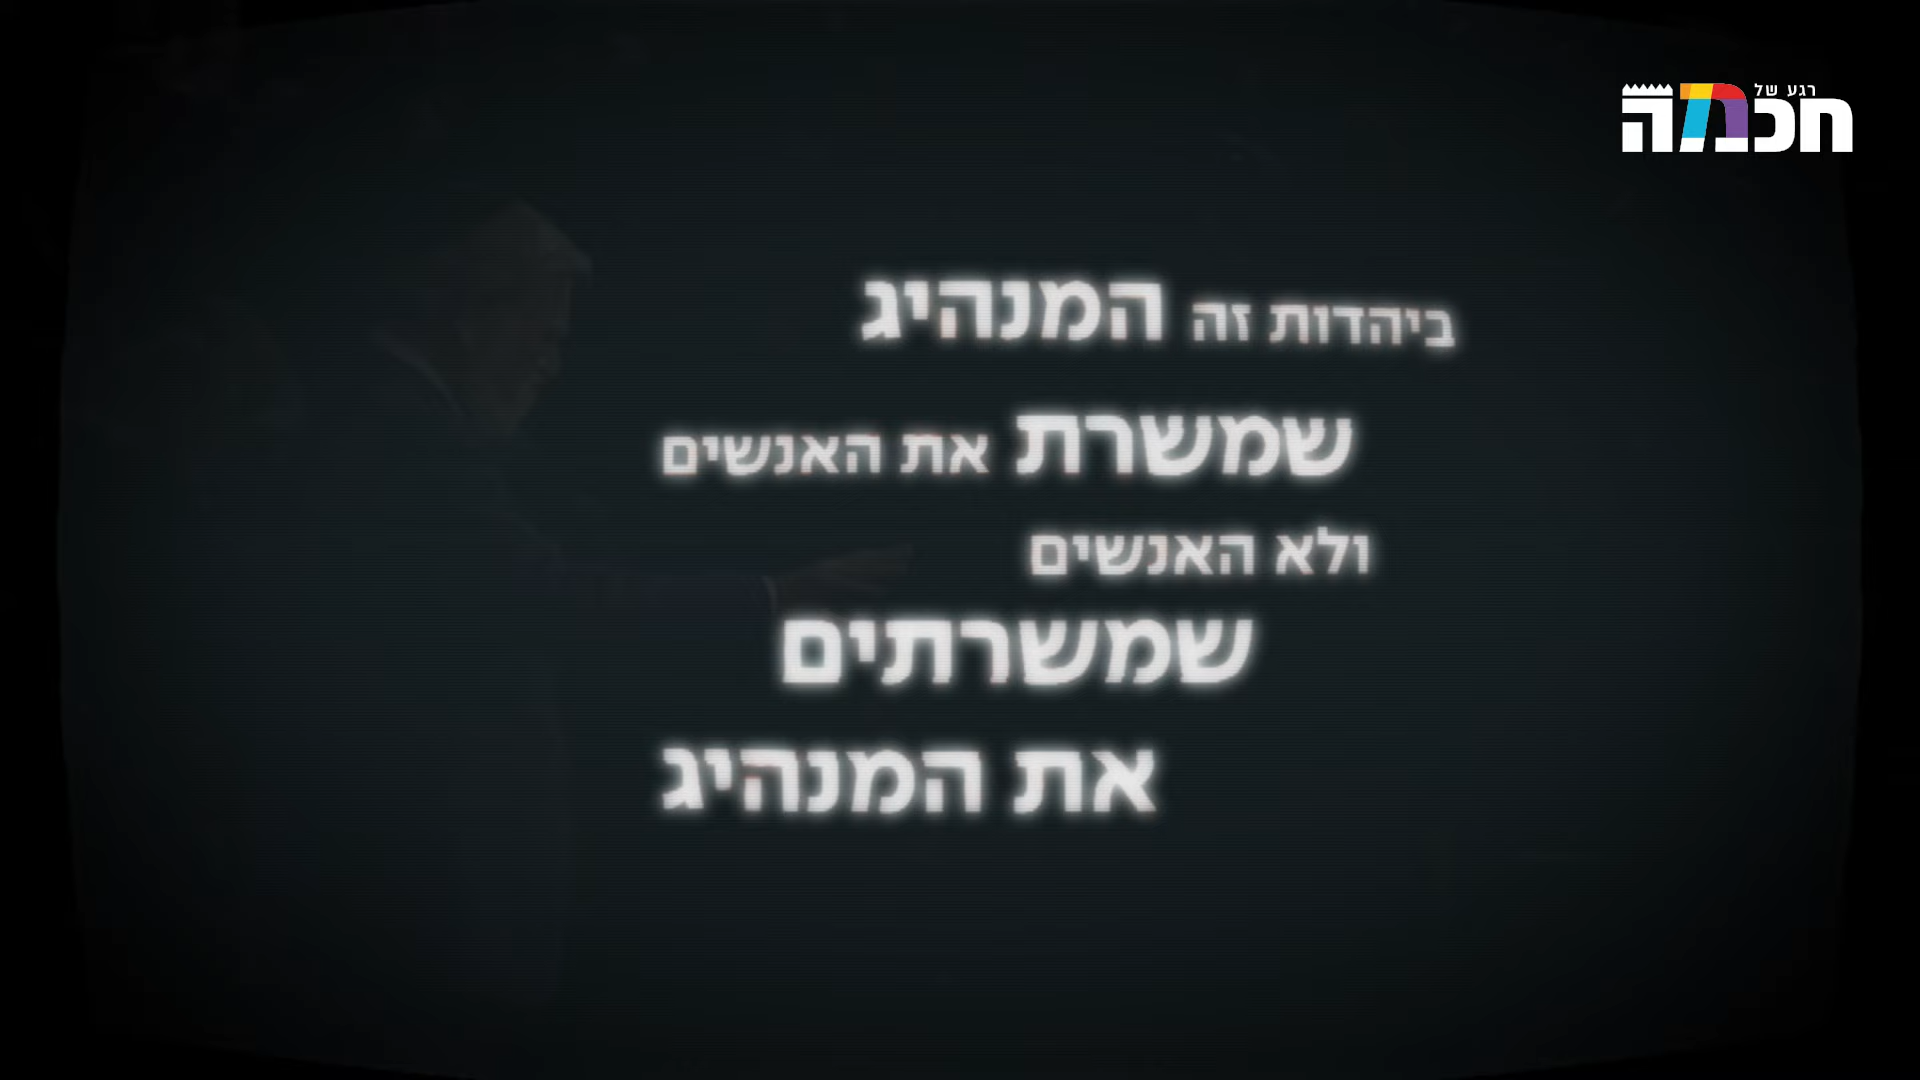 רגע של
חכמה
ביהדות זה המנהיג
שמשרת את האנשים
ולא האנשים
שמשרתים
את המנהיג